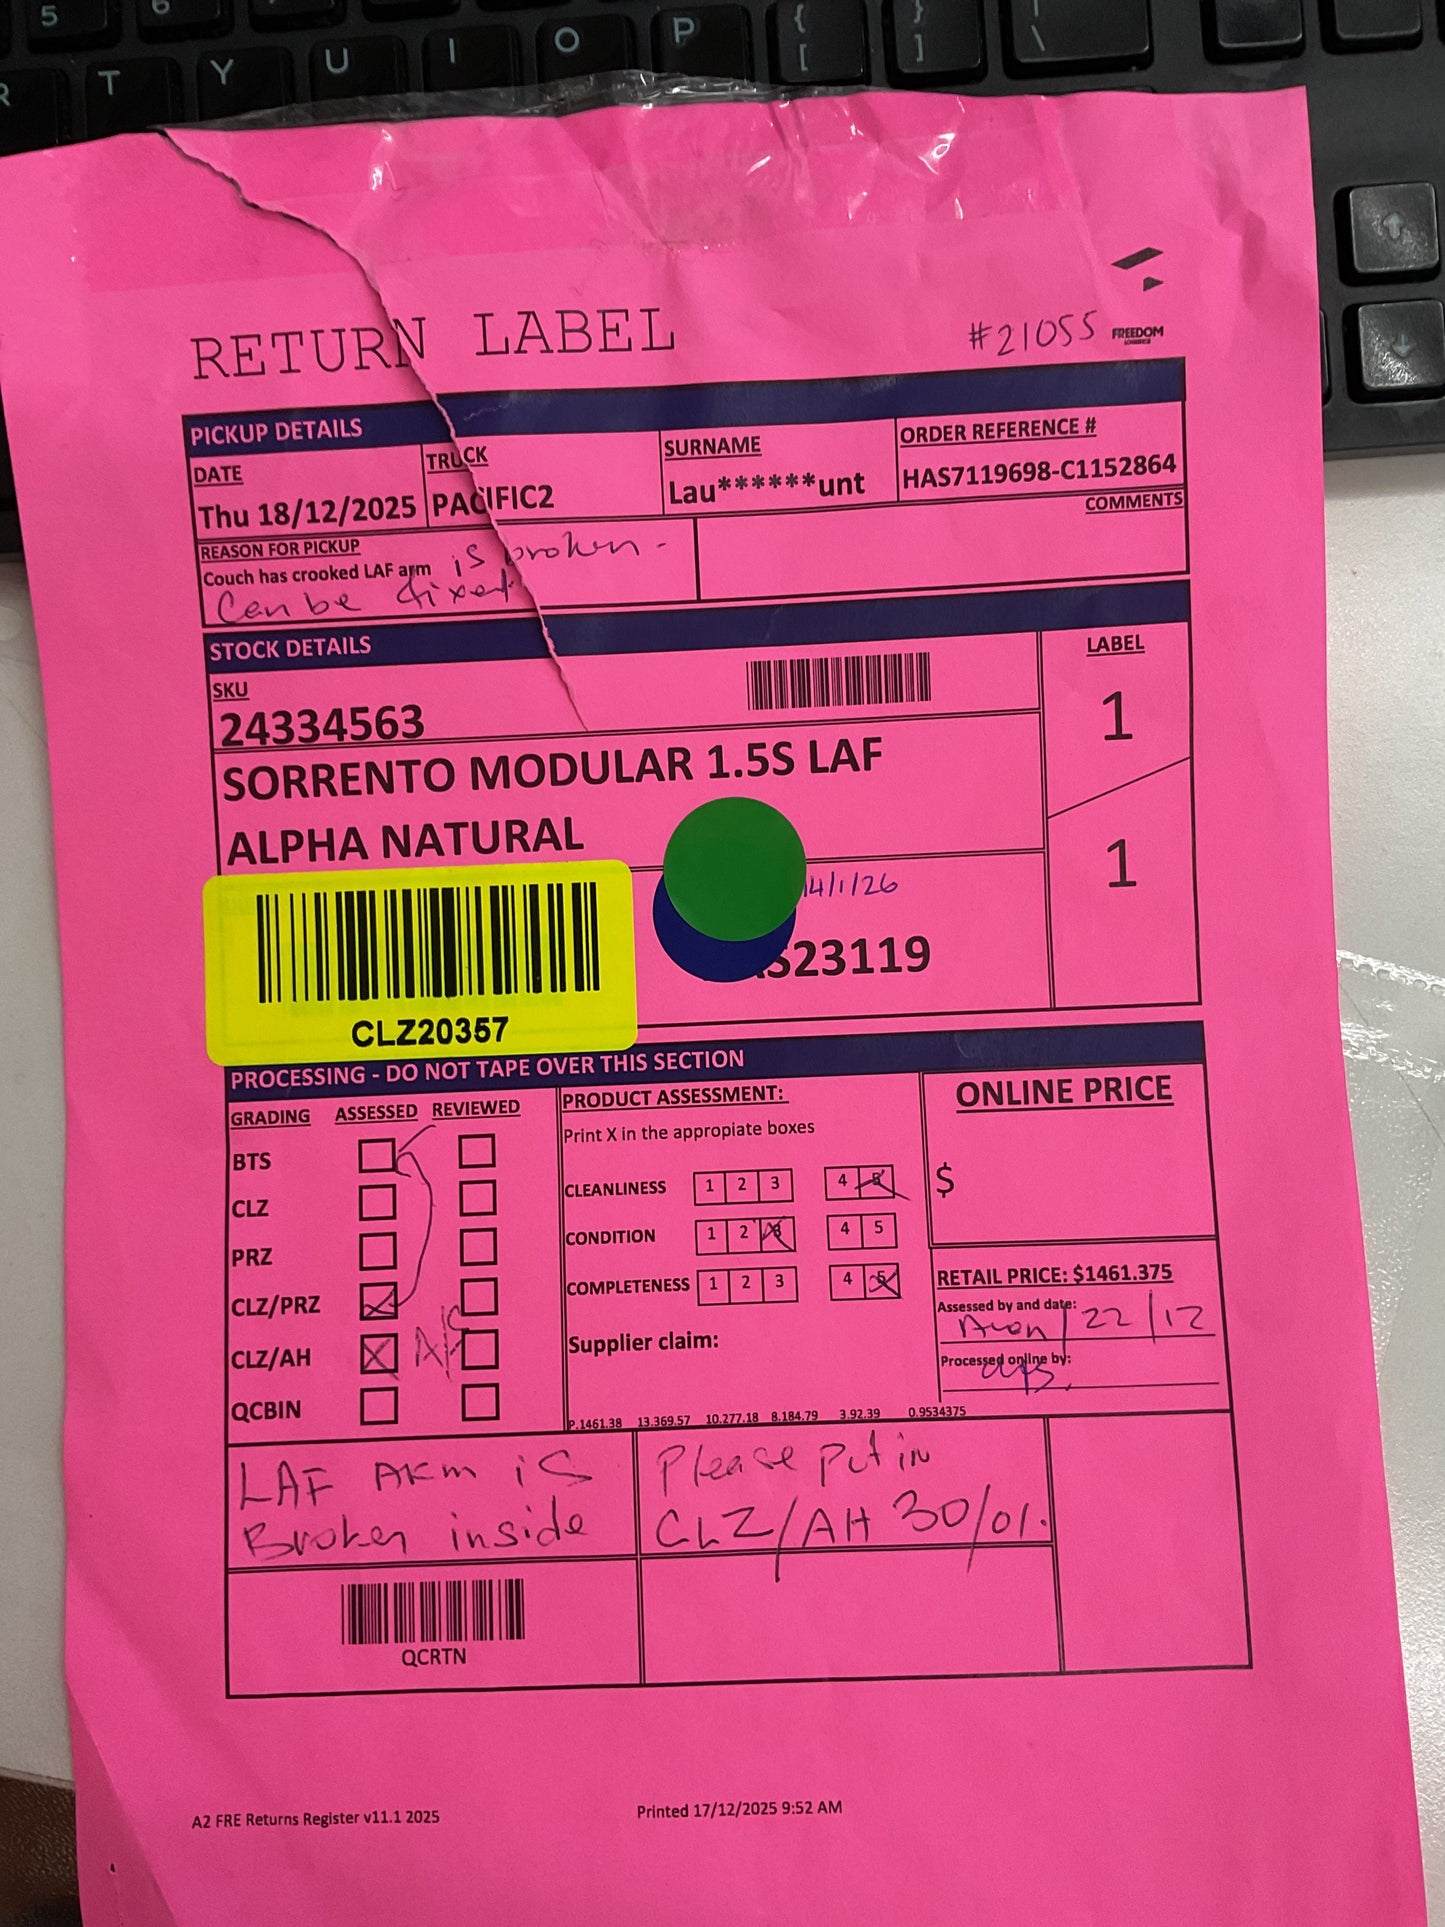 5 6
R T Y U I O P { [ } ] | \
RETURN LABEL
#21055
FREEDOM
LOGISTICS
PICKUP DETAILS
DATE
Thu 18/12/2025
TRUCK
PACIFIC2
SURNAME
Lau******unt
ORDER REFERENCE #
HAS7119698-C1152864
REASON FOR PICKUP
Couch has crooked LAF arm is broken -
Can be fixed
COMMENTS
STOCK DETAILS
SKU
24334563
SORRENTO MODULAR 1.5S LAF
ALPHA NATURAL
LABEL
1
1
14/1/26
S23119
CLZ20357
PROCESSING - DO NOT TAPE OVER THIS SECTION
GRADING ASSESSED REVIEWED
BTS
CLZ
PRZ
CLZ/PRZ
CLZ/AH
QCBIN
PRODUCT ASSESSMENT:
Print X in the appropiate boxes
CLEANLINESS 1 2 3 4 5
CONDITION 1 2 3 4 5
COMPLETENESS 1 2 3 4 5
Supplier claim:
P.1461.38 13.369.57 10.277.18 8.184.79 3.92.39 0.9534375
ONLINE PRICE
$
RETAIL PRICE: $1461.375
Assessed by and date:
22/12
Processed online by:
LAF ARM is
Broken inside
Please put in
CLZ/AH 30/01.
QCRTN
A2 FRE Returns Register v11.1 2025
Printed 17/12/2025 9:52 AM